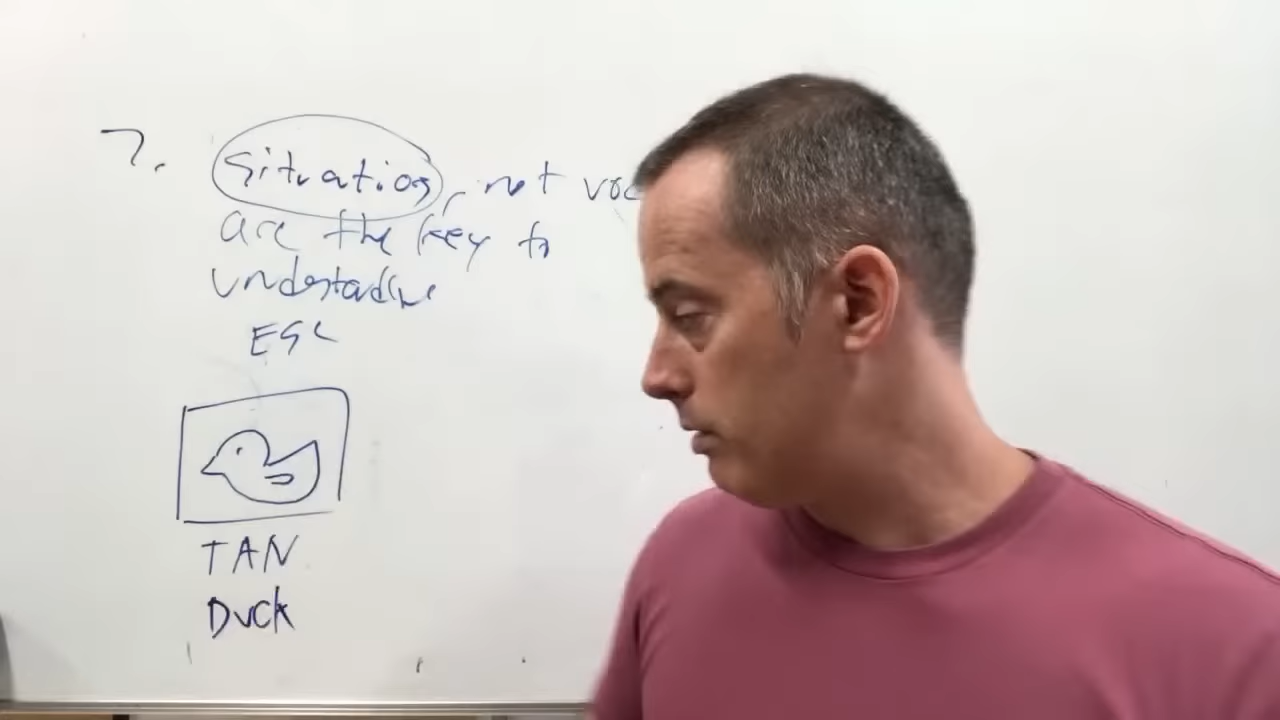 7. Situations, not voc
are the key to
understanding
ESL
TAN
Duck